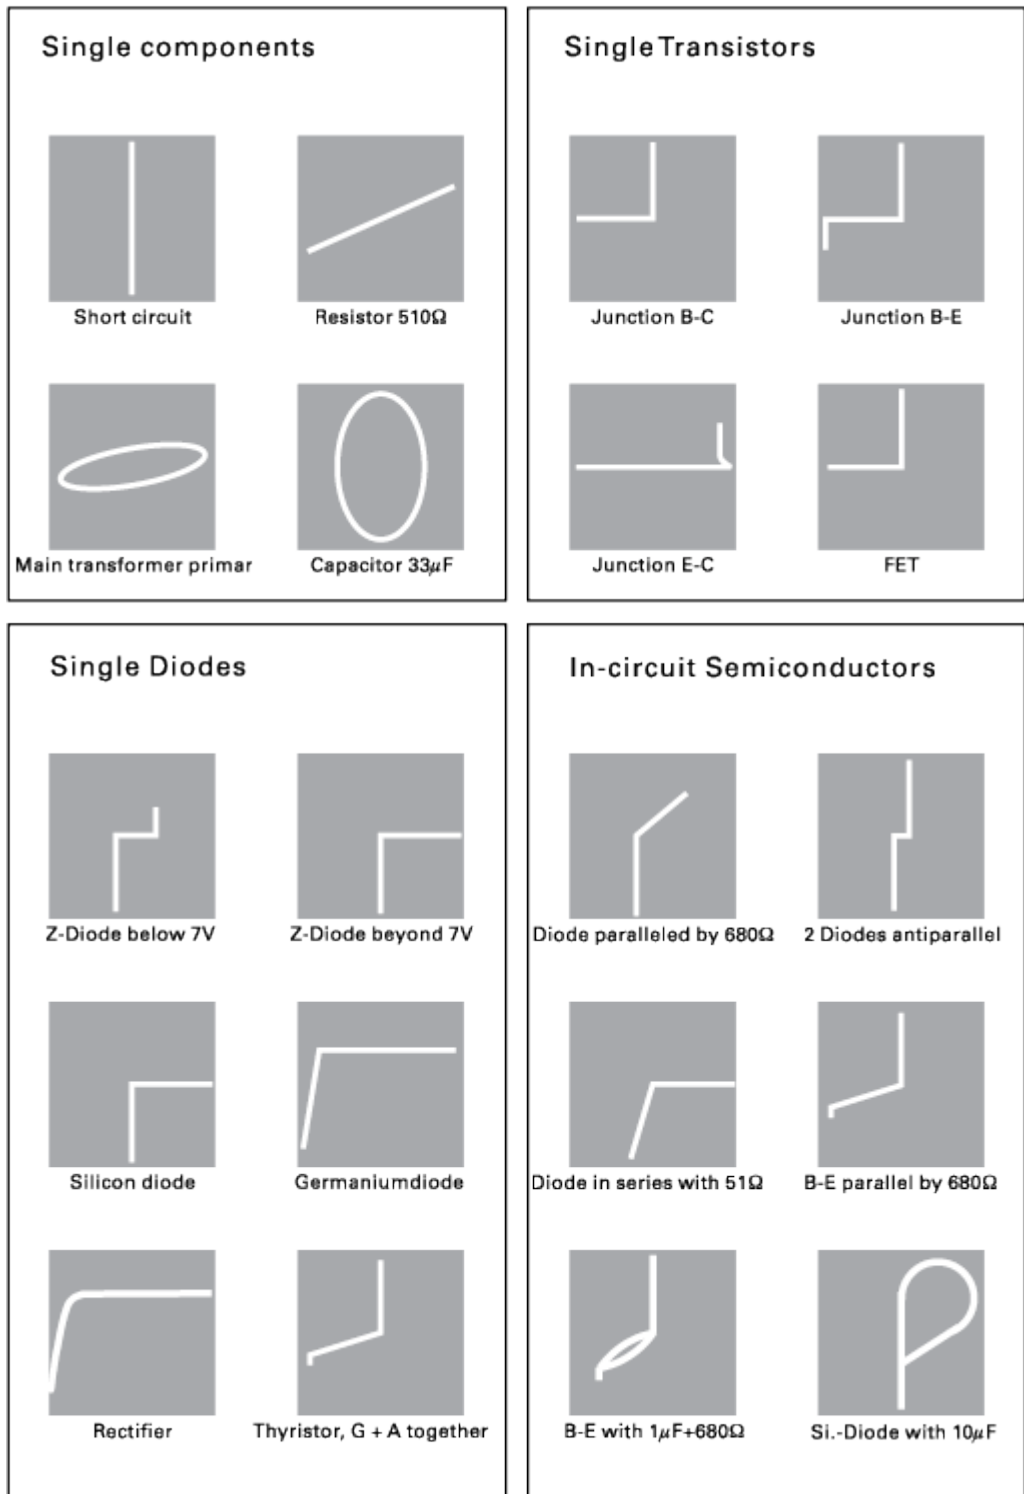 Single components
Short circuit
Resistor 510Ω
Main transformer primar
Capacitor 33µF
Single Transistors
Junction B-C
Junction B-E
Junction E-C
FET
Single Diodes
Z-Diode below 7V
Z-Diode beyond 7V
Silicon diode
Germaniumdiode
Rectifier
Thyristor, G + A together
In-circuit Semiconductors
Diode paralleled by 680Ω
2 Diodes antiparallel
Diode in series with 51Ω
B-E parallel by 680Ω
B-E with 1µF+680Ω
Si.-Diode with 10µF